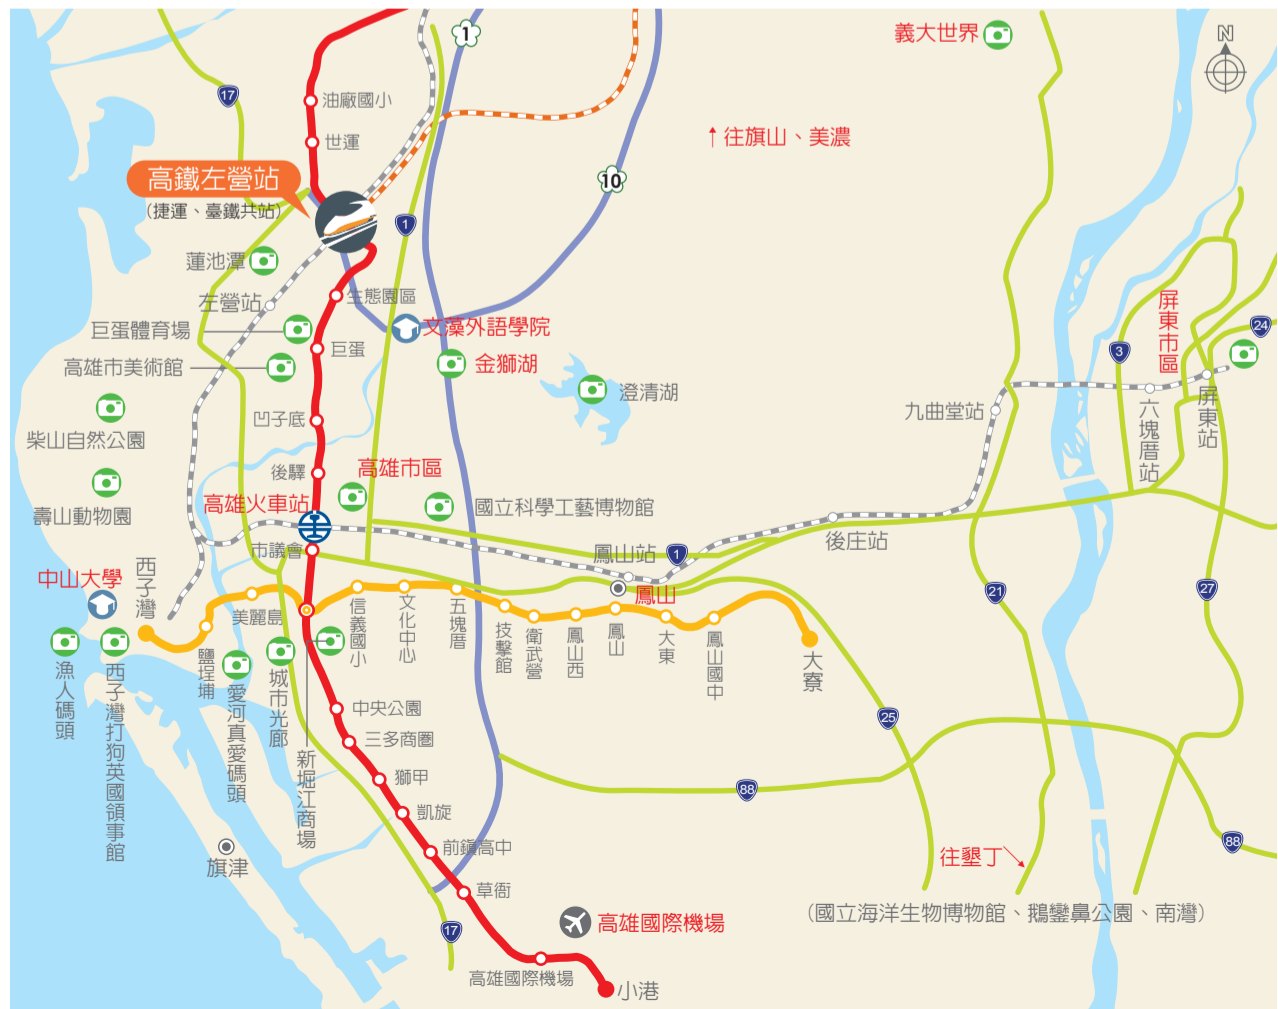 1
義大世界
N
17
油廠國小
世運
↑往旗山、美濃
高鐵左營站
(捷運、臺鐵共站)
10
1
蓮池潭
左營站
生態園區
巨蛋體育場
文藻外語學院
屏東市區
24
高雄市美術館
巨蛋
金獅湖
3
澄清湖
柴山自然公園
凹子底
九曲堂站
六塊厝站
屏東站
後驛
高雄市區
壽山動物園
高雄火車站
國立科學工藝博物館
後庄站
市議會
鳳山站
1
中山大學
西子灣
美麗島
信義國小
文化中心
五塊厝
技擊館
衛武營
鳳山西
鳳山
鳳山
大東
鳳山國中
大寮
21
27
鹽埕埔
漁人碼頭
西子灣打狗英國領事館
愛河真愛碼頭
城市光廊
新堀江商場
中央公園
25
三多商圈
獅甲
88
凱旋
旗津
前鎮高中
88
往墾丁
草衙
(國立海洋生物博物館、鵝鑾鼻公園、南灣)
17
高雄國際機場
高雄國際機場
小港